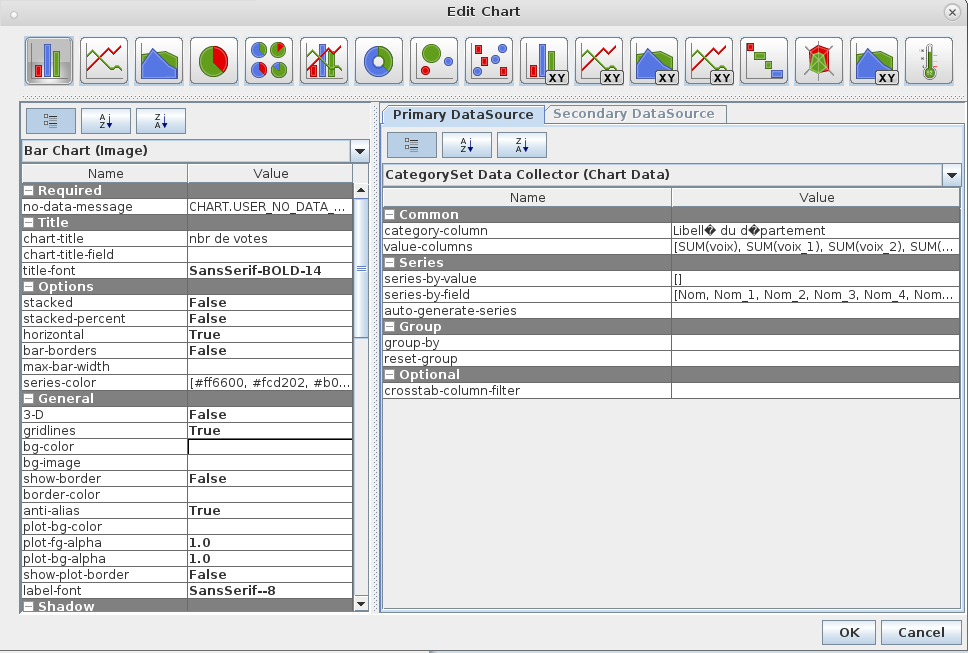 Edit Chart
XY XY XY XY XY
A Z Z A
Bar Chart (Image)
Name Value
Required
no-data-message CHART.USER_NO_DATA_...
Title
chart-title nbr de votes
chart-title-field
title-font SansSerif-BOLD-14
Options
stacked False
stacked-percent False
horizontal True
bar-borders False
max-bar-width
series-color [#ff6600, #fcd202, #b0...
General
3-D False
gridlines True
bg-color
bg-image
show-border False
border-color
anti-alias True
plot-bg-color
plot-fg-alpha 1.0
plot-bg-alpha 1.0
show-plot-border False
label-font SansSerif--8
Shadow
Primary DataSource Secondary DataSource
A Z Z A
CategorySet Data Collector (Chart Data)
Name Value
Common
category-column Libell� du d�partement
value-columns [SUM(voix), SUM(voix_1), SUM(voix_2), SUM(...
Series
series-by-value []
series-by-field [Nom, Nom_1, Nom_2, Nom_3, Nom_4, Nom...
auto-generate-series
Group
group-by
reset-group
Optional
crosstab-column-filter
OK Cancel